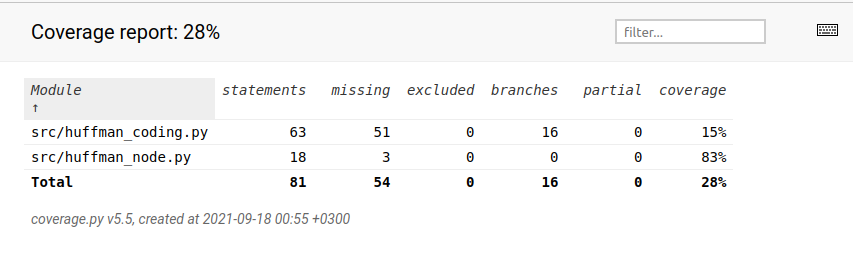 Coverage report: 28%
filter...
Module statements missing excluded branches partial coverage
↑
src/huffman_coding.py 63 51 0 16 0 15%
src/huffman_node.py 18 3 0 0 0 83%
Total 81 54 0 16 0 28%
coverage.py v5.5, created at 2021-09-18 00:55 +0300